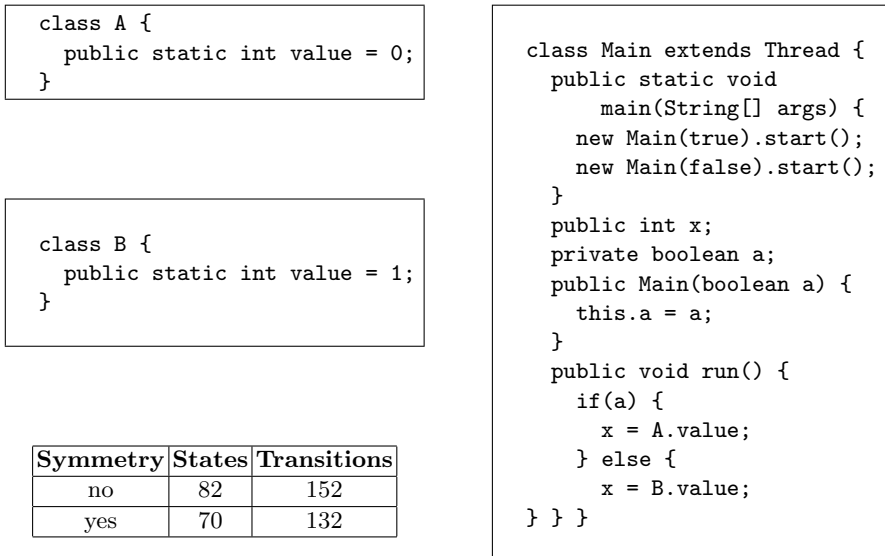 class A {
public static int value = 0;
}
class B {
public static int value = 1;
}
Symmetry States Transitions
no 82 152
yes 70 132
class Main extends Thread {
public static void
main(String[] args) {
new Main(true).start();
new Main(false).start();
}
public int x;
private boolean a;
public Main(boolean a) {
this.a = a;
}
public void run() {
if(a) {
x = A.value;
} else {
x = B.value;
} } }